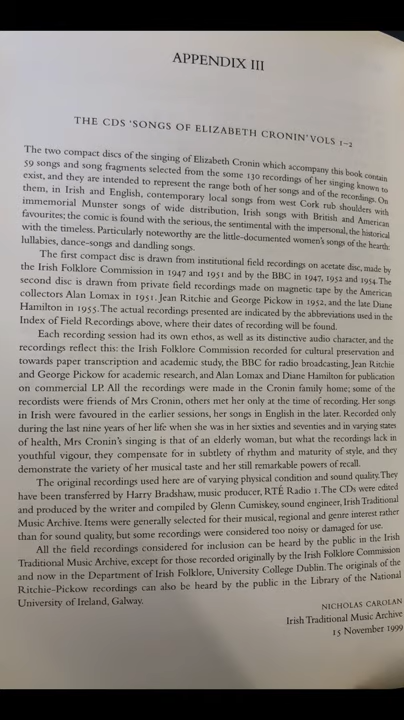 APPENDIX III
THE CDS 'SONGS OF ELIZABETH CRONIN' VOLS 1–2
The two compact discs of the singing of Elizabeth Cronin which accompany this book contain
59 songs and song fragments selected from the some 130 recordings of her singing known to
exist, and they are intended to represent the range both of her songs and of the recordings. On
them, in Irish and English, contemporary local songs from west Cork rub shoulders with
immemorial Munster songs of wide distribution, Irish songs with British and American
favourites; the comic is found with the serious, the sentimental with the impersonal, the historical
with the timeless. Particularly noteworthy are the little-documented women's songs of the hearth:
lullabies, dance-songs and dandling songs.
The first compact disc is drawn from institutional field recordings on acetate disc, made by
the Irish Folklore Commission in 1947 and 1951 and by the BBC in 1947, 1952 and 1954. The
second disc is drawn from private field recordings made on magnetic tape by the American
collectors Alan Lomax in 1951, Jean Ritchie and George Pickow in 1952, and the late Diane
Hamilton in 1955. The actual recordings presented are indicated by the abbreviations used in the
Index of Field Recordings above, where their dates of recording will be found.
Each recording session had its own ethos, as well as its distinctive audio character, and the
recordings reflect this: the Irish Folklore Commission recorded for cultural preservation and
towards paper transcription and academic study, the BBC for radio broadcasting, Jean Ritchie
and George Pickow for academic research, and Alan Lomax and Diane Hamilton for publication
on commercial LP. All the recordings were made in the Cronin family home; some of the
recordists were friends of Mrs Cronin, others met her only at the time of recording. Her songs
in Irish were favoured in the earlier sessions, her songs in English in the later. Recorded only
during the last nine years of her life when she was in her sixties and seventies and in varying states
of health, Mrs Cronin's singing is that of an elderly woman, but what the recordings lack in
youthful vigour, they compensate for in subtlety of rhythm and maturity of style, and they
demonstrate the variety of her musical taste and her still remarkable powers of recall.
The original recordings used here are of varying physical condition and sound quality. They
have been transferred by Harry Bradshaw, music producer, RTÉ Radio 1. The CDs were edited
and produced by the writer and compiled by Glenn Cumiskey, sound engineer, Irish Traditional
Music Archive. Items were generally selected for their musical, regional and genre interest rather
than for sound quality, but some recordings were considered too noisy or damaged for use.
All the field recordings considered for inclusion can be heard by the public in the Irish
Traditional Music Archive, except for those recorded originally by the Irish Folklore Commission
and now in the Department of Irish Folklore, University College Dublin. The originals of the
Ritchie–Pickow recordings can also be heard by the public in the Library of the National
University of Ireland, Galway.
NICHOLAS CAROLAN
Irish Traditional Music Archive
15 November 1999